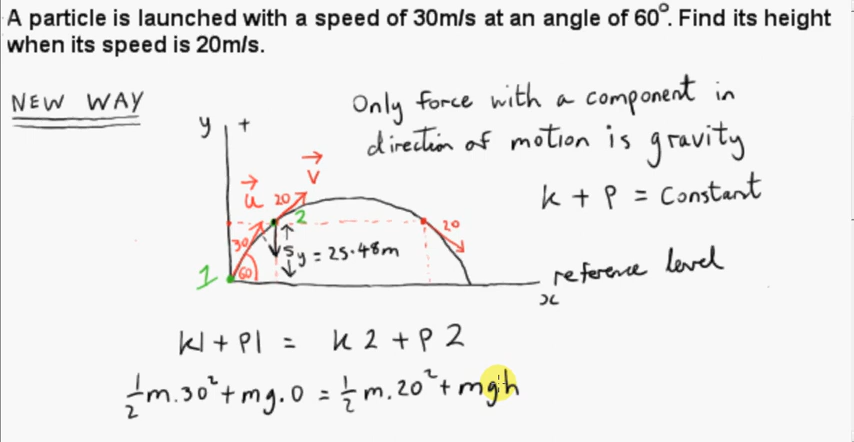 A particle is launched with a speed of 30m/s at an angle of 60°. Find its height
when its speed is 20m/s.
NEW WAY
Only force with a component in
direction of motion is gravity
k + P = Constant
y +
u
20
v
2
30
60
1
Sy = 25.48m
20
reference level
x
k1 + P1 = k2 + P2
½m.30² + mg.0 = ½m.20² + mgh